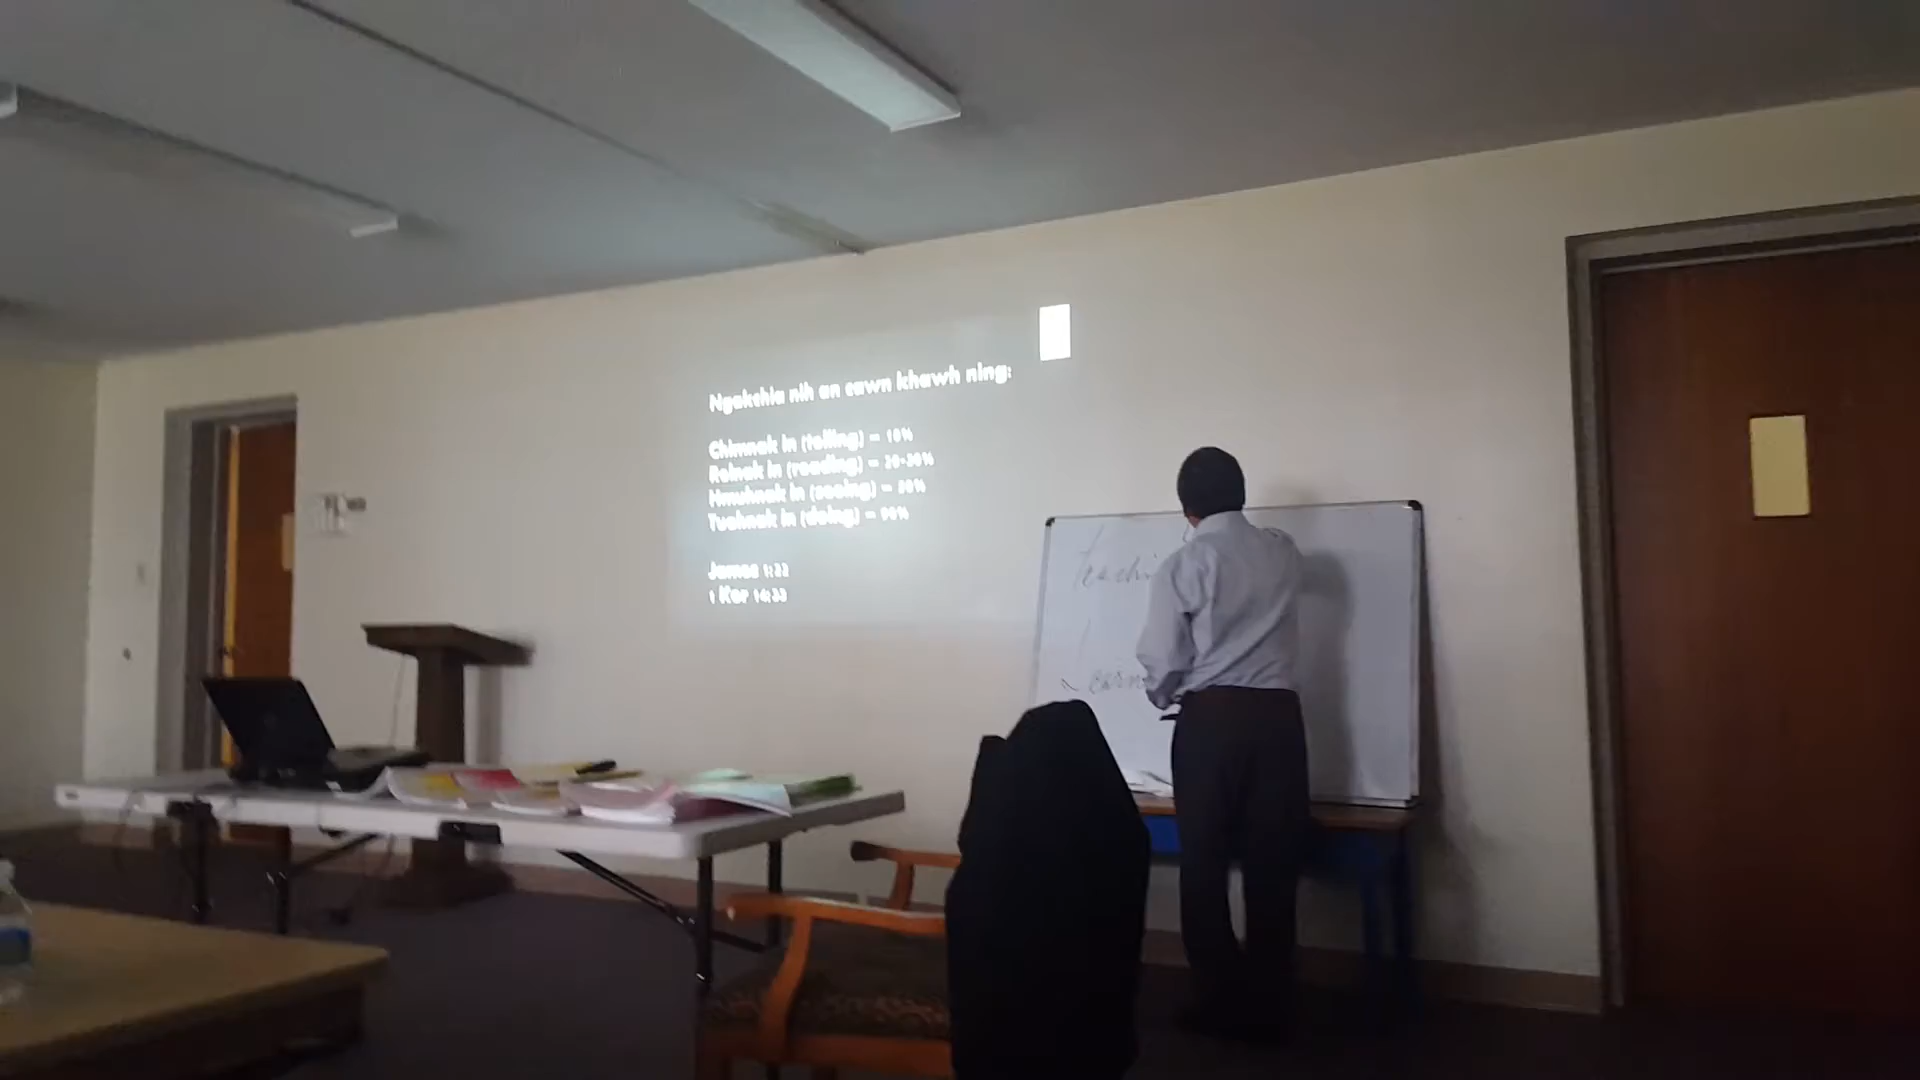 Ngakchia nih an cawn khawh ning:
Chimnak in (telling) = 10%
Relnak in (reading) = 20-30%
Hmuhnak in (seeing) = 50%
Tuahnak in (doing) = 90%
James 1:22
1 Kor 14:33
Teachi